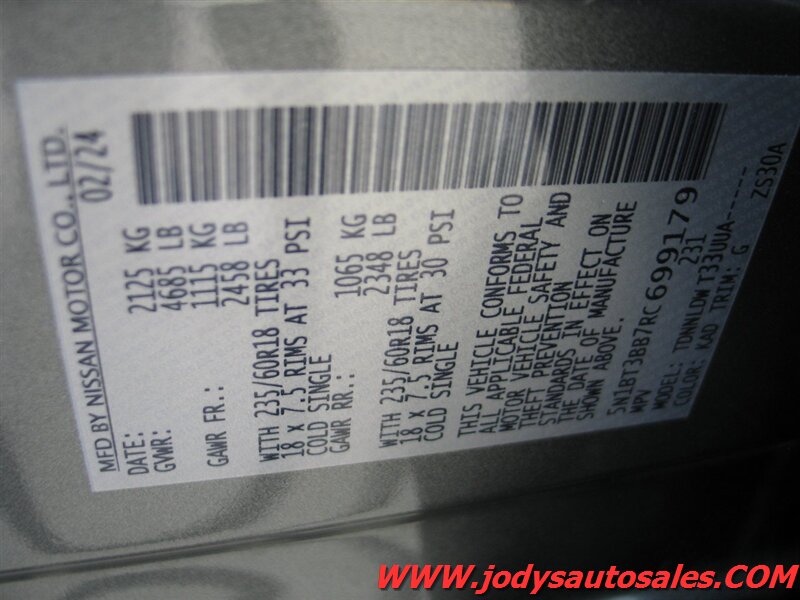 MFD BY NISSAN MOTOR CO., LTD.
DATE: 02/24
GVWR: 2125 KG
4685 LB
GAWR FR.: 1115 KG
2458 LB
WITH 235/60R18 TIRES
18 X 7.5 RIMS AT 33 PSI
COLD SINGLE
GAWR RR.: 1065 KG
2348 LB
WITH 235/60R18 TIRES
18 X 7.5 RIMS AT 30 PSI
COLD SINGLE
THIS VEHICLE CONFORMS TO
ALL APPLICABLE FEDERAL
MOTOR VEHICLE SAFETY AND
THEFT PREVENTION
STANDARDS IN EFFECT ON
THE DATE OF MANUFACTURE
SHOWN ABOVE.
5N1BT3BB7RC699179
MPV 231
MODEL: TDNNLDWT33UUA------
COLOR: KAD TRIM: G
ZS30A
www.jodysautosales.com